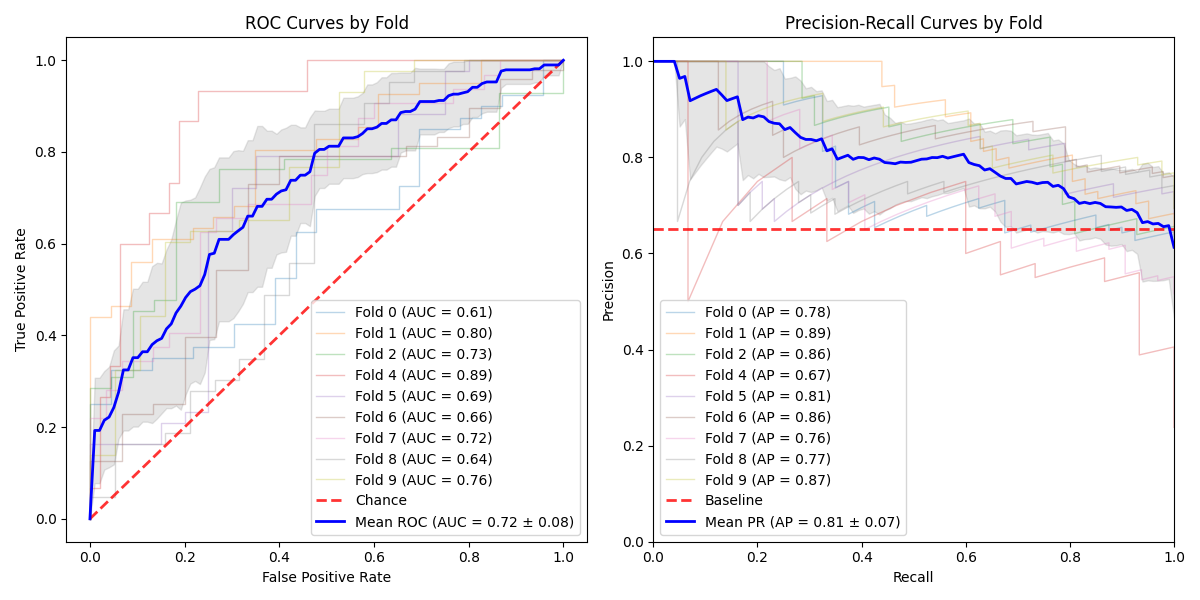 ROC Curves by Fold
True Positive Rate
1.0
0.8
0.6
0.4
0.2
0.0
Fold 0 (AUC = 0.61)
Fold 1 (AUC = 0.80)
Fold 2 (AUC = 0.73)
Fold 4 (AUC = 0.89)
Fold 5 (AUC = 0.69)
Fold 6 (AUC = 0.66)
Fold 7 (AUC = 0.72)
Fold 8 (AUC = 0.64)
Fold 9 (AUC = 0.76)
Chance
Mean ROC (AUC = 0.72 ± 0.08)
0.0 0.2 0.4 0.6 0.8 1.0
False Positive Rate
Precision-Recall Curves by Fold
Precision
1.0
0.8
0.6
0.4
0.2
0.0
Fold 0 (AP = 0.78)
Fold 1 (AP = 0.89)
Fold 2 (AP = 0.86)
Fold 4 (AP = 0.67)
Fold 5 (AP = 0.81)
Fold 6 (AP = 0.86)
Fold 7 (AP = 0.76)
Fold 8 (AP = 0.77)
Fold 9 (AP = 0.87)
Baseline
Mean PR (AP = 0.81 ± 0.07)
0.0 0.2 0.4 0.6 0.8 1.0
Recall